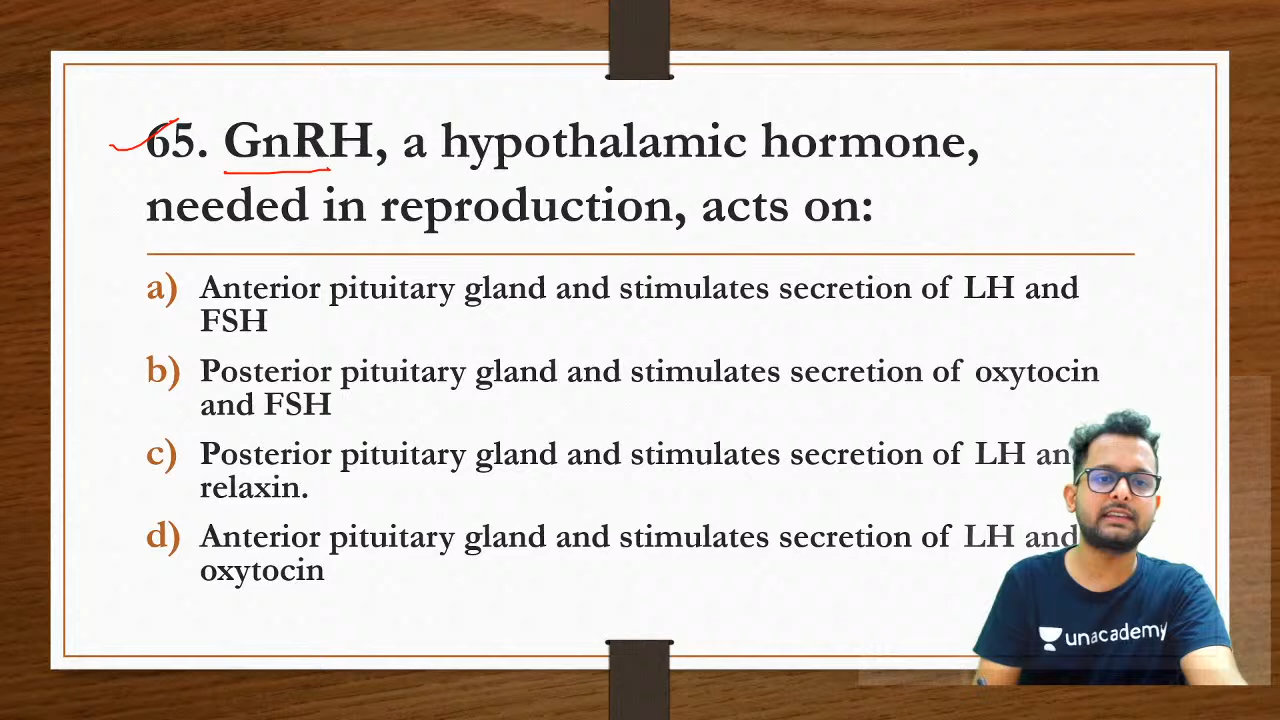 65. GnRH, a hypothalamic hormone,
needed in reproduction, acts on:
a) Anterior pituitary gland and stimulates secretion of LH and
FSH
b) Posterior pituitary gland and stimulates secretion of oxytocin
and FSH
c) Posterior pituitary gland and stimulates secretion of LH an
relaxin.
d) Anterior pituitary gland and stimulates secretion of LH and
oxytocin
unacademy